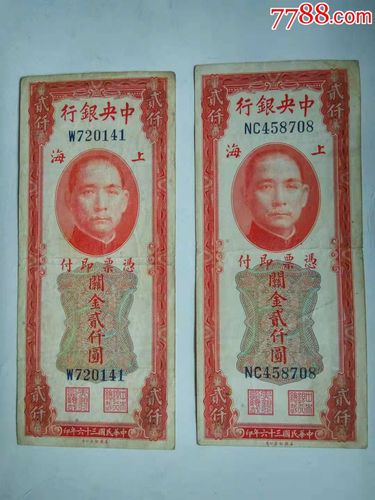 7788.com
中央銀行
貳仟
貳仟
W720141
上海
憑票即付
關金貳仟圓
W720141
貳仟
貳仟
中華民國三十六年印
中央銀行
貳仟
貳仟
NC458708
上海
憑票即付
關金貳仟圓
NC458708
貳仟
貳仟
中華民國三十六年印